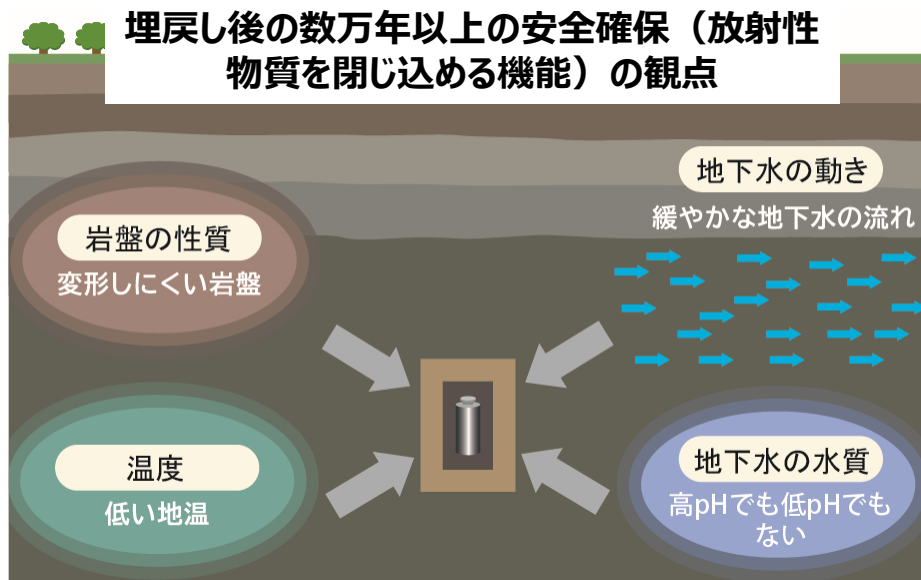 埋戻し後の数万年以上の安全確保（放射性
物質を閉じ込める機能）の観点
岩盤の性質
変形しにくい岩盤
地下水の動き
緩やかな地下水の流れ
温度
低い地温
地下水の水質
高pHでも低pHでも
ない